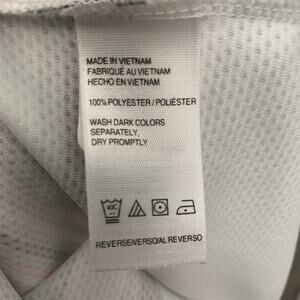 MADE IN VIETNAM
FABRIQUÉ AU VIETNAM
HECHO EN VIETNAM
100% POLYESTER / POLIÉSTER
WASH DARK COLORS
SEPARATELY,
DRY PROMPTLY
40C
REVERSE/VERSO/AL REVERSO